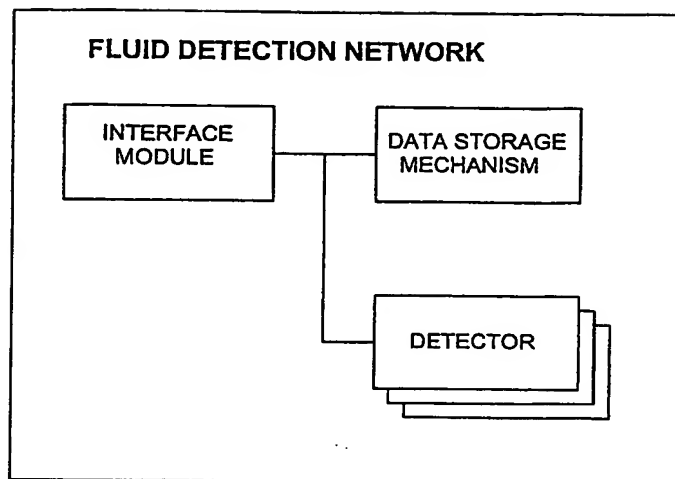 FLUID DETECTION NETWORK
INTERFACE
MODULE
DATA STORAGE
MECHANISM
DETECTOR